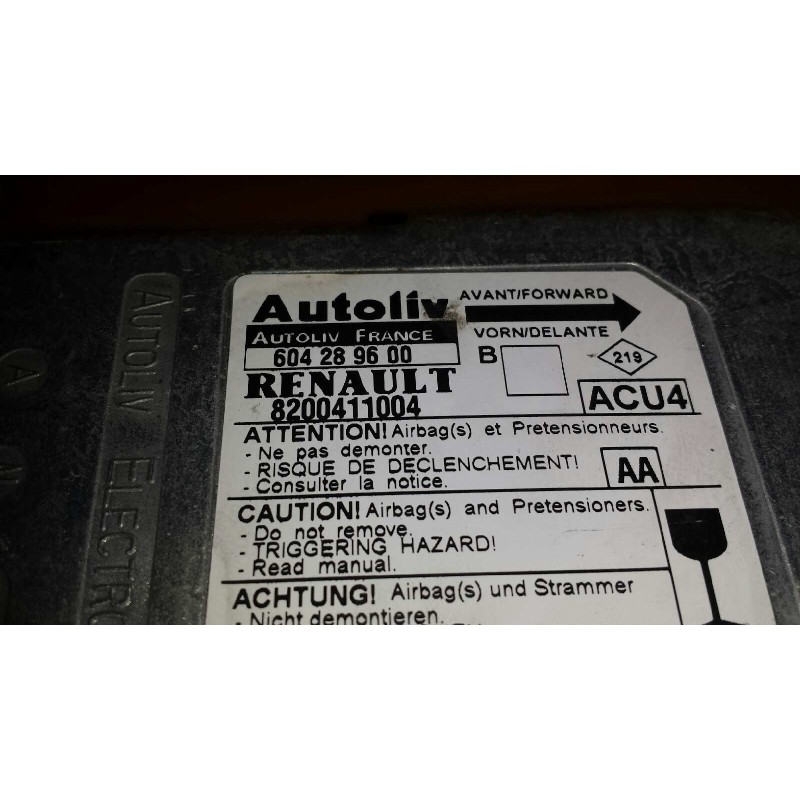 Autoliv
AVANT/FORWARD
AUTOLIV FRANCE
VORN/DELANTE
604 28 96 00
B
219
RENAULT
8200411004
ACU4
ATTENTION! Airbag(s) et Pretensionneurs.
- Ne pas demonter.
- RISQUE DE DECLENCHEMENT!
- Consulter la notice.
AA
CAUTION! Airbag(s) and Pretensioners.
- Do not remove.
- TRIGGERING HAZARD!
- Read manual.
ACHTUNG! Airbag(s) und Strammer
- Nicht demontieren.
AUTOLIV ELECTRO
A
N